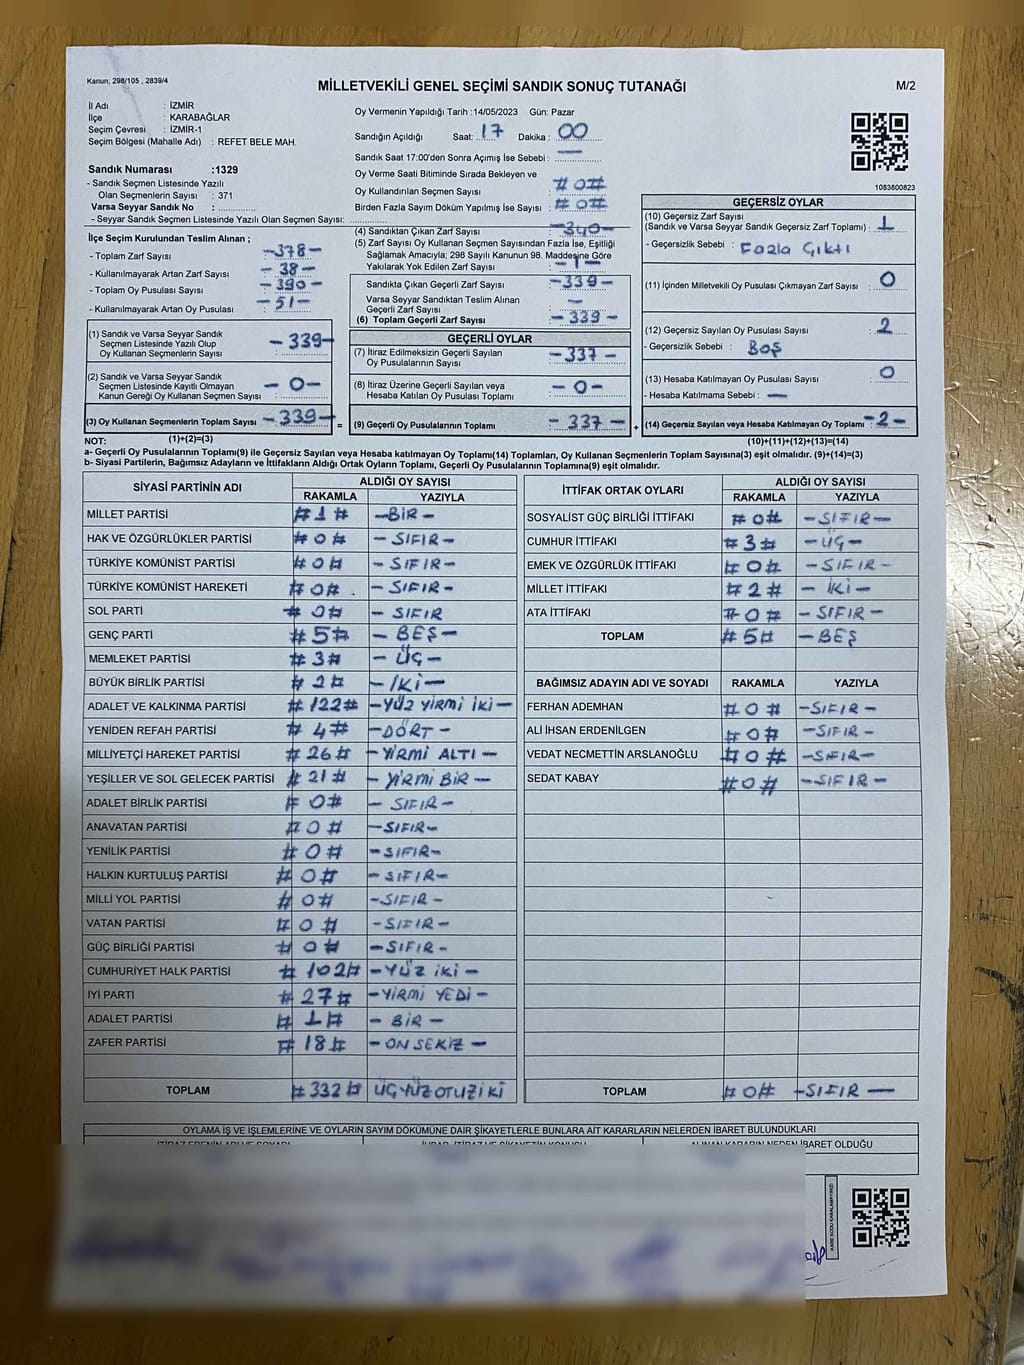 Kanun; 298/105 , 2839/4
MİLLETVEKİLİ GENEL SEÇİMİ SANDIK SONUÇ TUTANAĞI
M/2
İl Adı : İZMİR
İlçe : KARABAĞLAR
Seçim Çevresi : İZMİR-1
Seçim Bölgesi (Mahalle Adı) : REFET BELE MAH.
Sandık Numarası :1329
- Sandık Seçmen Listesinde Yazılı
Olan Seçmenlerin Sayısı : 371
Varsa Seyyar Sandık No :
- Seyyar Sandık Seçmen Listesinde Yazılı Olan Seçmen Sayısı:
Oy Vermenin Yapıldığı Tarih :14/05/2023 Gün: Pazar
Sandığın Açıldığı Saat: 17 Dakika : 00
Sandık Saat 17:00'den Sonra Açımış İse Sebebi : —
Oy Verme Saati Bitiminde Sırada Bekleyen ve
Oy Kullandırılan Seçmen Sayısı #0#
Birden Fazla Sayım Döküm Yapılmış İse Sayısı #0#
1083800823
İlçe Seçim Kurulundan Teslim Alınan ;
- Toplam Zarf Sayısı -378-
- Kullanılmayarak Artan Zarf Sayısı - 38 -
- Toplam Oy Pusulası Sayısı - 390 -
- Kullanılmayarak Artan Oy Pusulası - 51 -
(1) Sandık ve Varsa Seyyar Sandık
Seçmen Listesinde Yazılı Olup
Oy Kullanan Seçmenlerin Sayısı - 339 -
(2) Sandık ve Varsa Seyyar Sandık
Seçmen Listesinde Kayıtlı Olmayan
Kanun Gereği Oy Kullanan Seçmen Sayısı - 0 -
(3) Oy Kullanan Seçmenlerin Toplam Sayısı - 339 -
(1)+(2)=(3)
(4) Sandıktan Çıkan Zarf Sayısı -340-
(5) Zarf Sayısı Oy Kullanan Seçmen Sayısından Fazla İse, Eşitliği
Sağlamak Amacıyla; 298 Sayılı Kanunun 98. Maddesine Göre
Yakılarak Yok Edilen Zarf Sayısı - 1 -
Sandıkta Çıkan Geçerli Zarf Sayısı -339 -
Varsa Seyyar Sandıktan Teslim Alınan
Geçerli Zarf Sayısı —
(6) Toplam Geçerli Zarf Sayısı - 339 -
GEÇERLİ OYLAR
(7) İtiraz Edilmeksizin Geçerli Sayılan
Oy Pusulalarının Sayısı - 337 -
(8) İtiraz Üzerine Geçerli Sayılan veya
Hesaba Katılan Oy Pusulası Toplamı - 0 -
= (9) Geçerli Oy Pusulalarının Toplamı - 337 -
GEÇERSİZ OYLAR
(10) Geçersiz Zarf Sayısı
(Sandık ve Varsa Seyyar Sandık Geçersiz Zarf Toplamı) : 1
- Geçersizlik Sebebi : Fazla Çıktı
(11) İçinden Milletvekili Oy Pusulası Çıkmayan Zarf Sayısı : 0
(12) Geçersiz Sayılan Oy Pusulası Sayısı : 2
- Geçersizlik Sebebi : BOŞ
(13) Hesaba Katılmayan Oy Pusulası Sayısı : 0
- Hesaba Katılmama Sebebi : —
+ (14) Geçersiz Sayılan veya Hesaba Katılmayan Oy Toplamı - 2 -
(10)+(11)+(12)+(13)=(14)
NOT:
a- Geçerli Oy Pusulalarının Toplamı(9) ile Geçersiz Sayılan veya Hesaba katılmayan Oy Toplamı(14) Toplamları, Oy Kullanan Seçmenlerin Toplam Sayısına(3) eşit olmalıdır. (9)+(14)=(3)
b- Siyasi Partilerin, Bağımsız Adayların ve İttifakların Aldığı Ortak Oyların Toplamı, Geçerli Oy Pusulalarının Toplamına(9) eşit olmalıdır.
SİYASİ PARTİNİN ADI ALDIĞI OY SAYISI
RAKAMLA YAZIYLA
MİLLET PARTİSİ # 1 # - BİR -
HAK VE ÖZGÜRLÜKLER PARTİSİ # 0 # - SIFIR -
TÜRKİYE KOMÜNİST PARTİSİ # 0 # - SIFIR -
TÜRKİYE KOMÜNİST HAREKETİ # 0 # - SIFIR -
SOL PARTİ # 0 # - SIFIR
GENÇ PARTİ # 5 # - BEŞ -
MEMLEKET PARTİSİ # 3 # - ÜÇ -
BÜYÜK BİRLİK PARTİSİ # 2 # - İKİ -
ADALET VE KALKINMA PARTİSİ # 122 # - YÜZ YİRMİ İKİ -
YENİDEN REFAH PARTİSİ # 4 # - DÖRT -
MİLLİYETÇİ HAREKET PARTİSİ # 26 # - YİRMİ ALTI -
YEŞİLLER VE SOL GELECEK PARTİSİ # 21 # - YİRMİ BİR -
ADALET BİRLİK PARTİSİ # 0 # - SIFIR -
ANAVATAN PARTİSİ # 0 # - SIFIR -
YENİLİK PARTİSİ # 0 # - SIFIR -
HALKIN KURTULUŞ PARTİSİ # 0 # - SIFIR -
MİLLİ YOL PARTİSİ # 0 # - SIFIR -
VATAN PARTİSİ # 0 # - SIFIR -
GÜÇ BİRLİĞİ PARTİSİ # 0 # - SIFIR -
CUMHURİYET HALK PARTİSİ # 102 # - YÜZ İKİ -
İYİ PARTİ # 27 # - YİRMİ YEDİ -
ADALET PARTİSİ # 1 # - BİR -
ZAFER PARTİSİ # 18 # - ON SEKİZ -
TOPLAM # 332 # ÜÇYÜZOTUZİKİ
İTTİFAK ORTAK OYLARI ALDIĞI OY SAYISI
RAKAMLA YAZIYLA
SOSYALİST GÜÇ BİRLİĞİ İTTİFAKI # 0 # - SIFIR -
CUMHUR İTTİFAKI # 3 # - ÜÇ -
EMEK VE ÖZGÜRLÜK İTTİFAKI # 0 # - SIFIR -
MİLLET İTTİFAKI # 2 # - İKİ -
ATA İTTİFAKI # 0 # - SIFIR -
TOPLAM # 5 # - BEŞ
BAĞIMSIZ ADAYIN ADI VE SOYADI RAKAMLA YAZIYLA
FERHAN ADEMHAN # 0 # - SIFIR -
ALİ İHSAN ERDENİLGEN # 0 # - SIFIR -
VEDAT NECMETTİN ARSLANOĞLU # 0 # - SIFIR -
SEDAT KABAY # 0 # - SIFIR -
TOPLAM # 0 # - SIFIR -
OYLAMA İŞ VE İŞLEMLERİNE VE OYLARIN SAYIM DÖKÜMÜNE DAİR ŞİKAYETLERLE BUNLARA AİT KARARLARIN NELERDEN İBARET BULUNDUKLARI
İTİRAZ EDENİN ADI VE SOYADI İTİRAZ VE ŞİKAYETİN KONUSU ALINAN KARARIN NEDEN İBARET OLDUĞU
KARE KODU KARALAMAYINIZ!